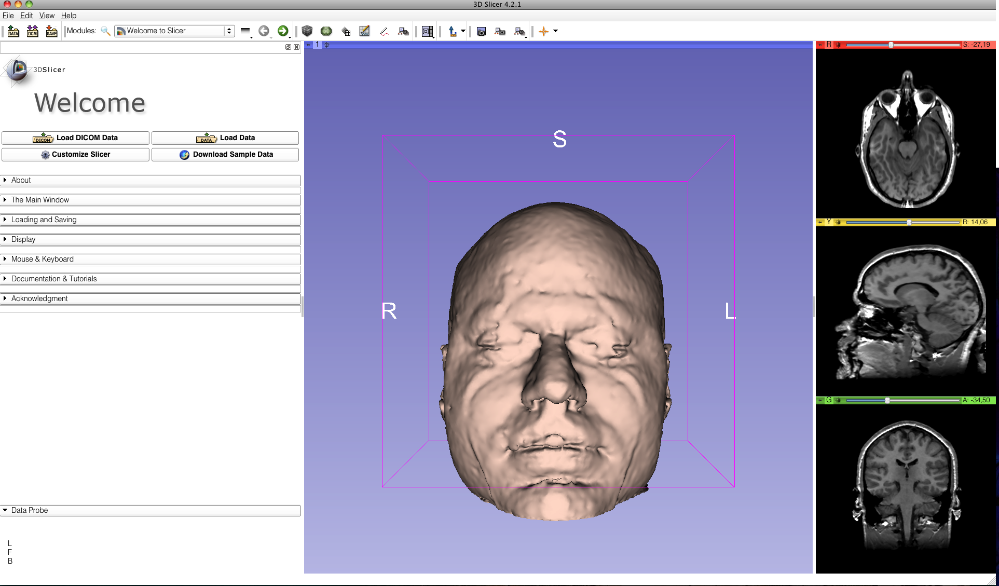 3D Slicer 4.2.1
File Edit View Help
DATA DCM SAVE Modules: Welcome to Slicer
1
R S: -27,19
3DSlicer
Welcome
DICOM Load DICOM Data DATA Load Data
Customize Slicer Download Sample Data
About
The Main Window
Loading and Saving
Display
Mouse & Keyboard
Documentation & Tutorials
Acknowledgment
Data Probe
L
F
B
S
R L
Y R: 14,06
G A: -34,50